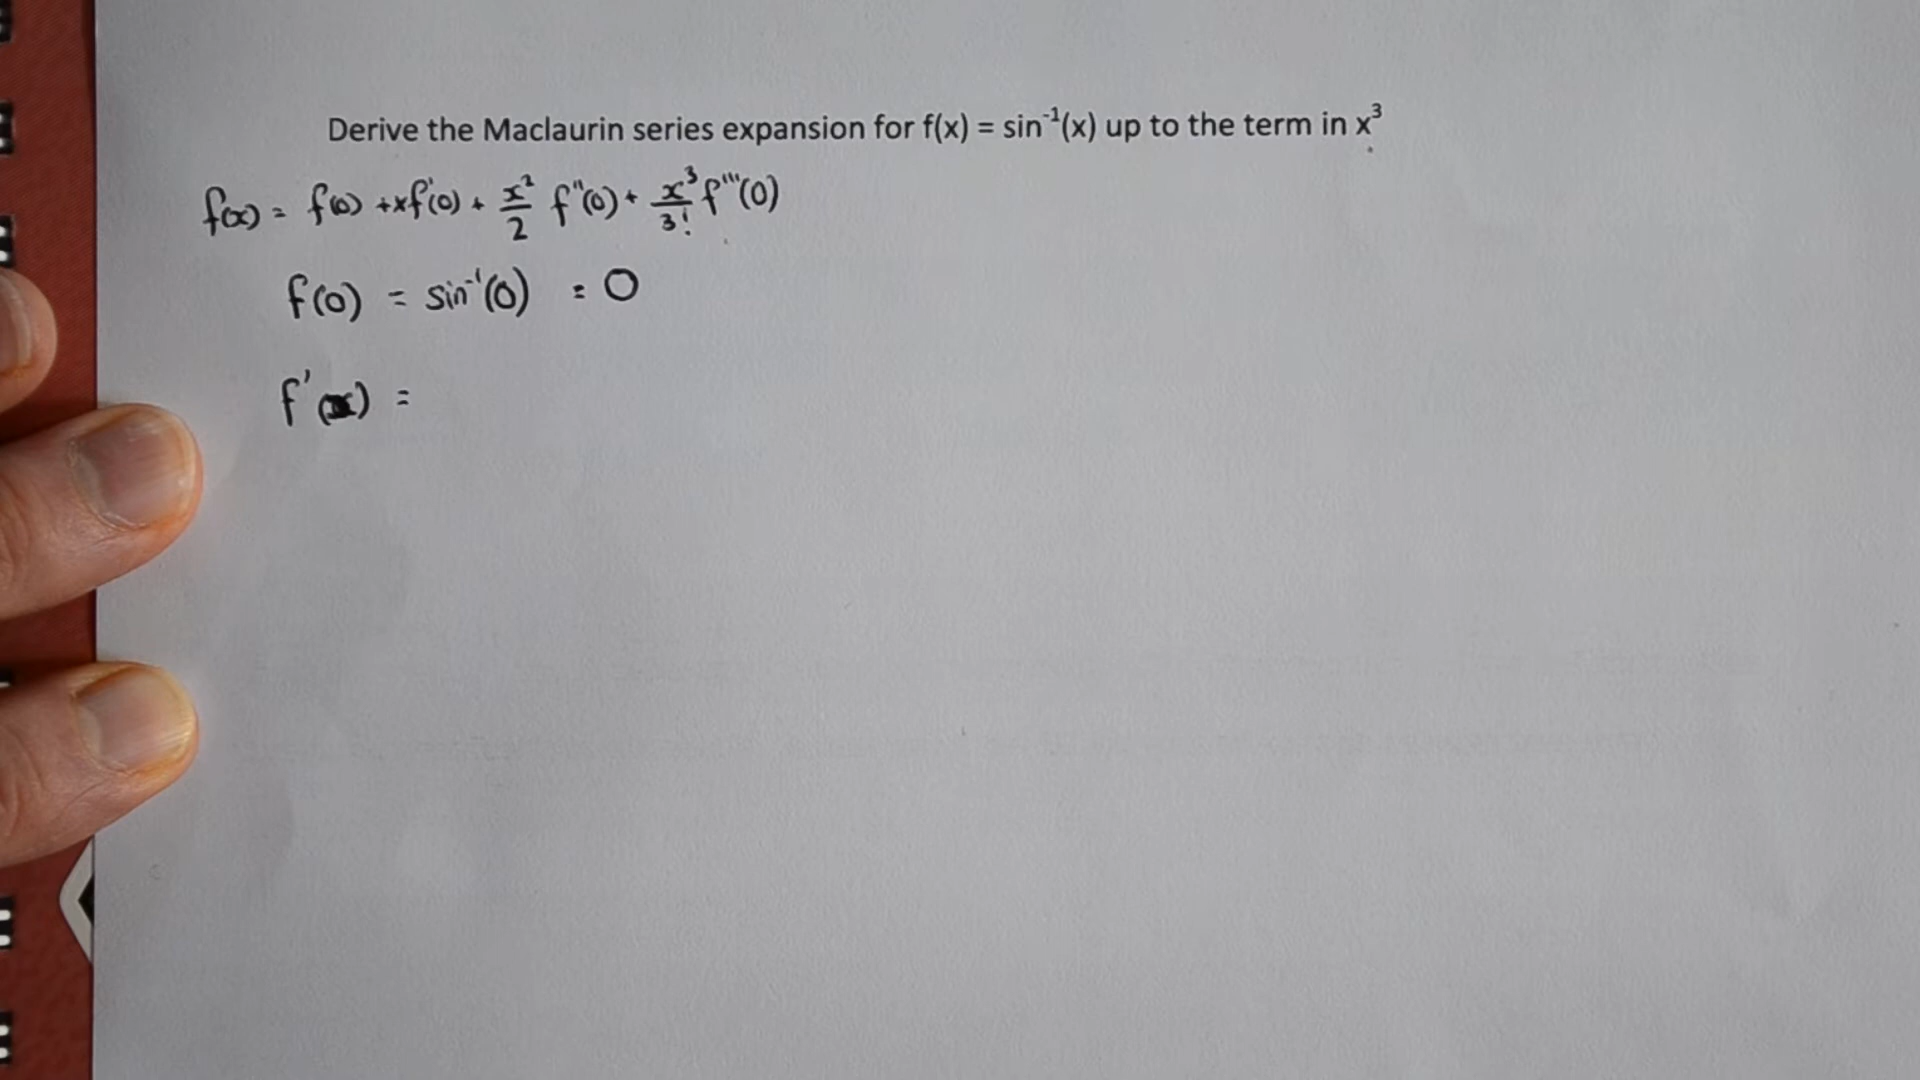 Derive the Maclaurin series expansion for f(x) = sin⁻¹(x) up to the term in x³
f(x) = f(0) + xf'(0) + x²/2 f''(0) + x³/3! f'''(0)
f(0) = sin⁻¹(0) = 0
f'(x) =